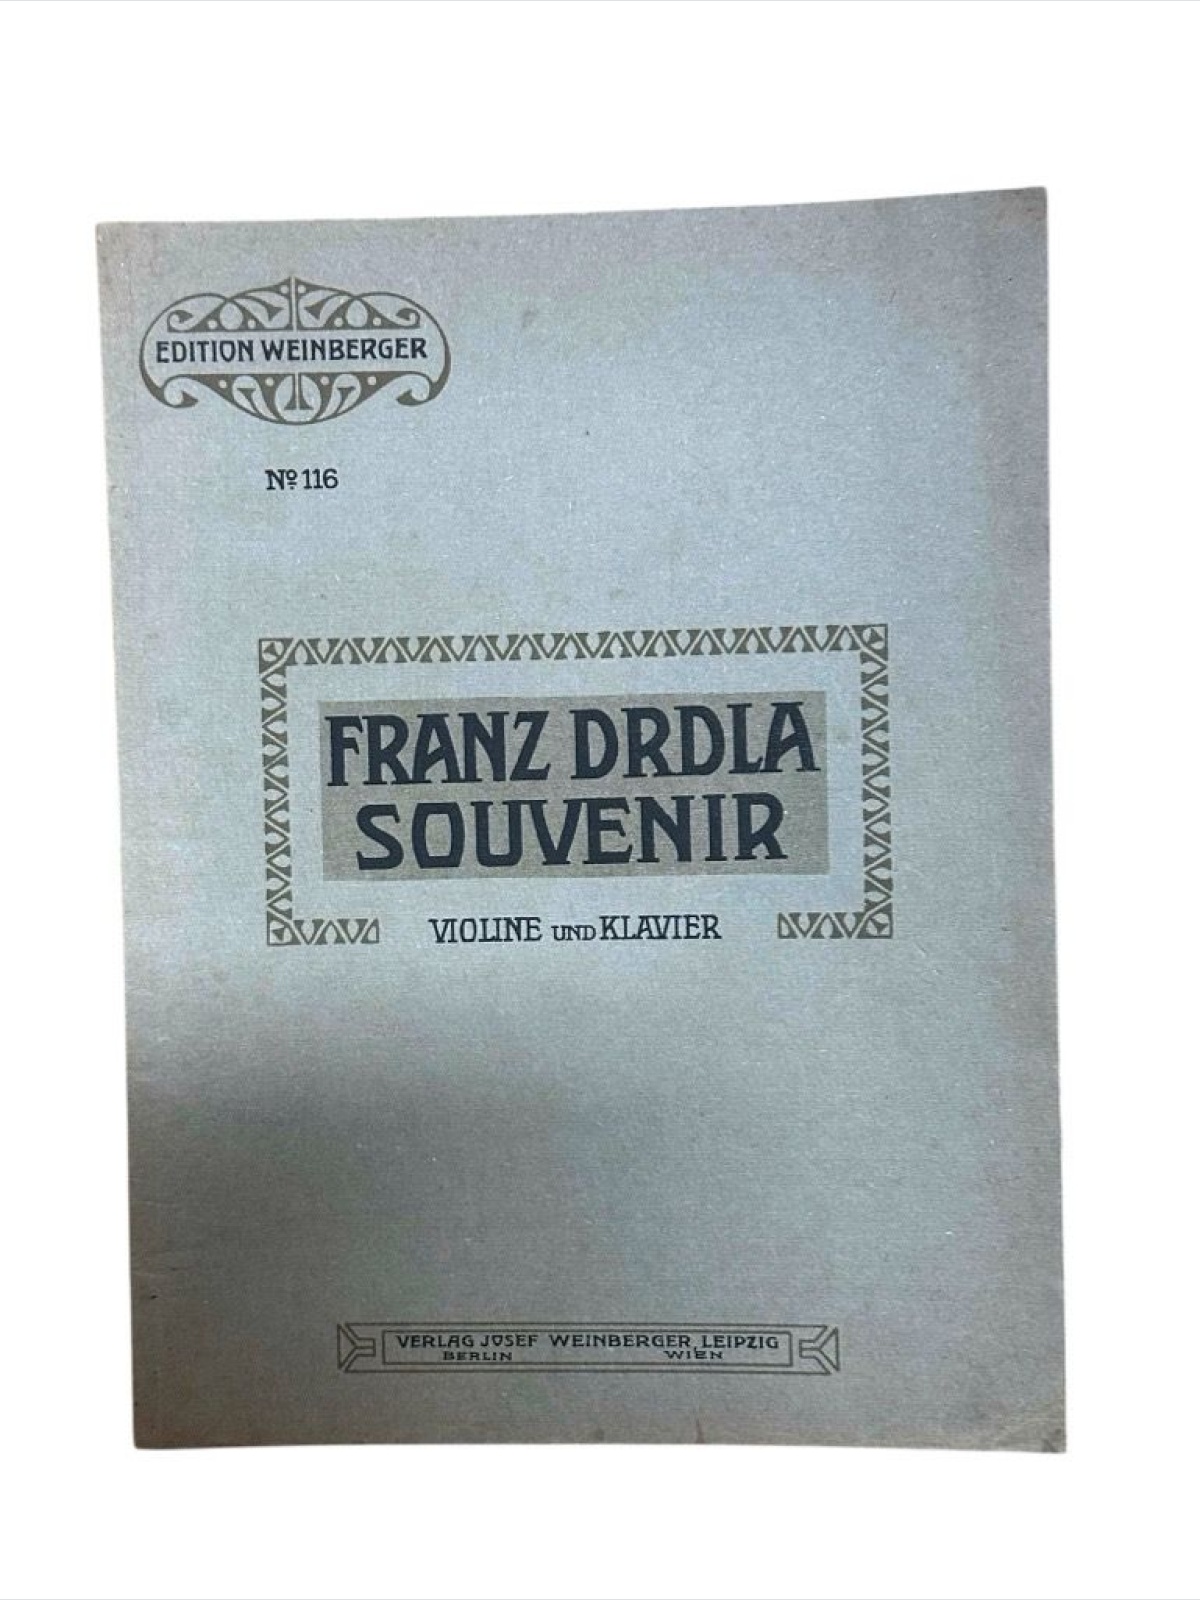 EDITION WEINBERGER
Nº 116
FRANZ DRDLA
SOUVENIR
VIOLINE UND KLAVIER
VERLAG JOSEF WEINBERGER, LEIPZIG
BERLIN WIEN